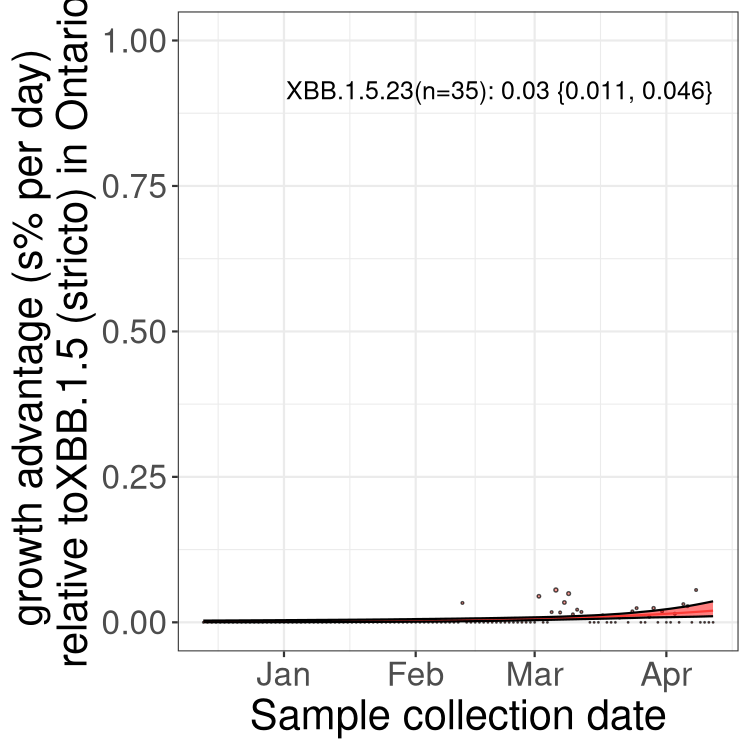 growth advantage (s% per day)
relative toXBB.1.5 (stricto) in Ontario
1.00
XBB.1.5.23(n=35): 0.03 {0.011, 0.046}
0.75
0.50
0.25
0.00
Jan Feb Mar Apr
Sample collection date